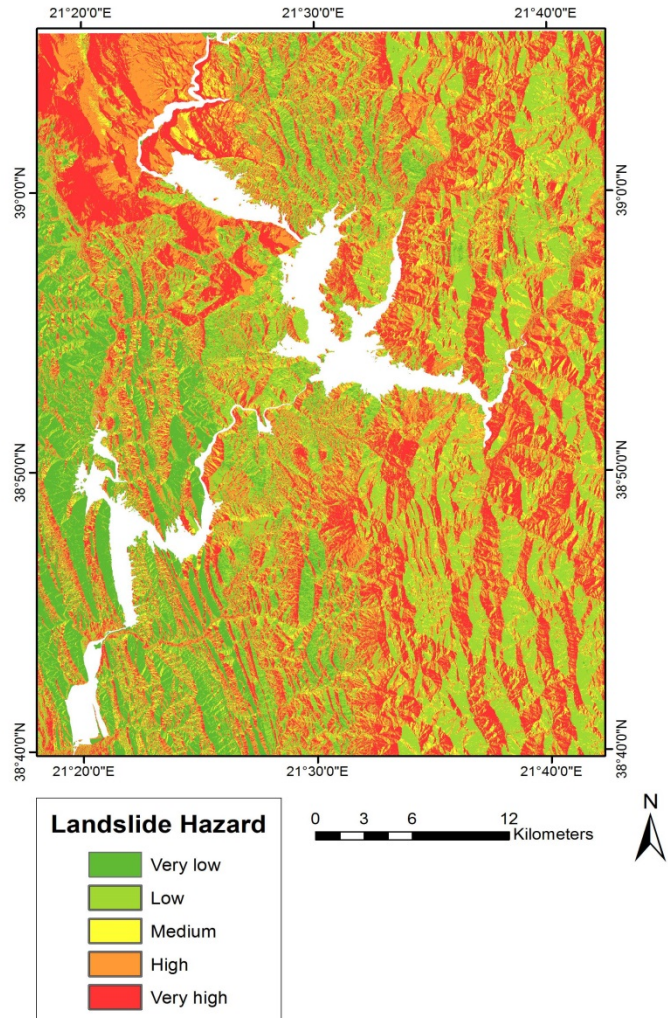 21°20'0"E 21°30'0"E 21°40'0"E
39°0'0"N 39°0'0"N
38°50'0"N 38°50'0"N
38°40'0"N 38°40'0"N
21°20'0"E 21°30'0"E 21°40'0"E
Landslide Hazard
Very low
Low
Medium
High
Very high
0 3 6 12
Kilometers
N